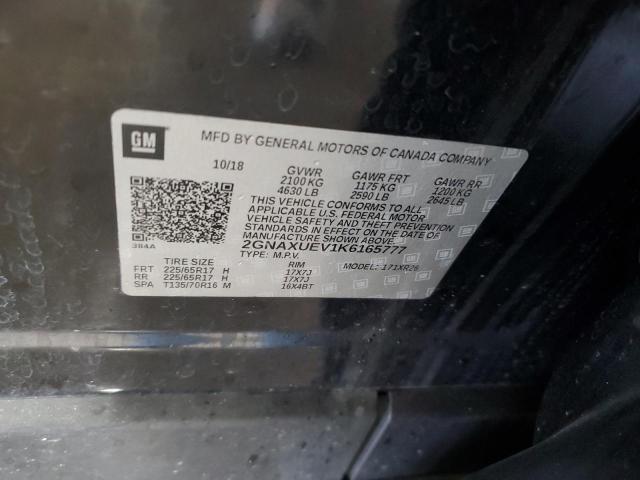 GM
MFD BY GENERAL MOTORS OF CANADA COMPANY
10/18 GVWR GAWR FRT GAWR RR
2100 KG 1175 KG 1200 KG
4630 LB 2590 LB 2645 LB
THIS VEHICLE CONFORMS TO ALL
APPLICABLE U.S. FEDERAL MOTOR
VEHICLE SAFETY AND THEFT PREVENTION
STANDARDS IN EFFECT ON THE DATE OF
MANUFACTURE SHOWN ABOVE.
2GNAXUEV1K6165777
TYPE: M.P.V. MODEL: 1XR26
TIRE SIZE RIM
FRT 225/65R17 H 17X7J
RR 225/65R17 H 17X7J
SPA T135/70R16 M 16X4BT